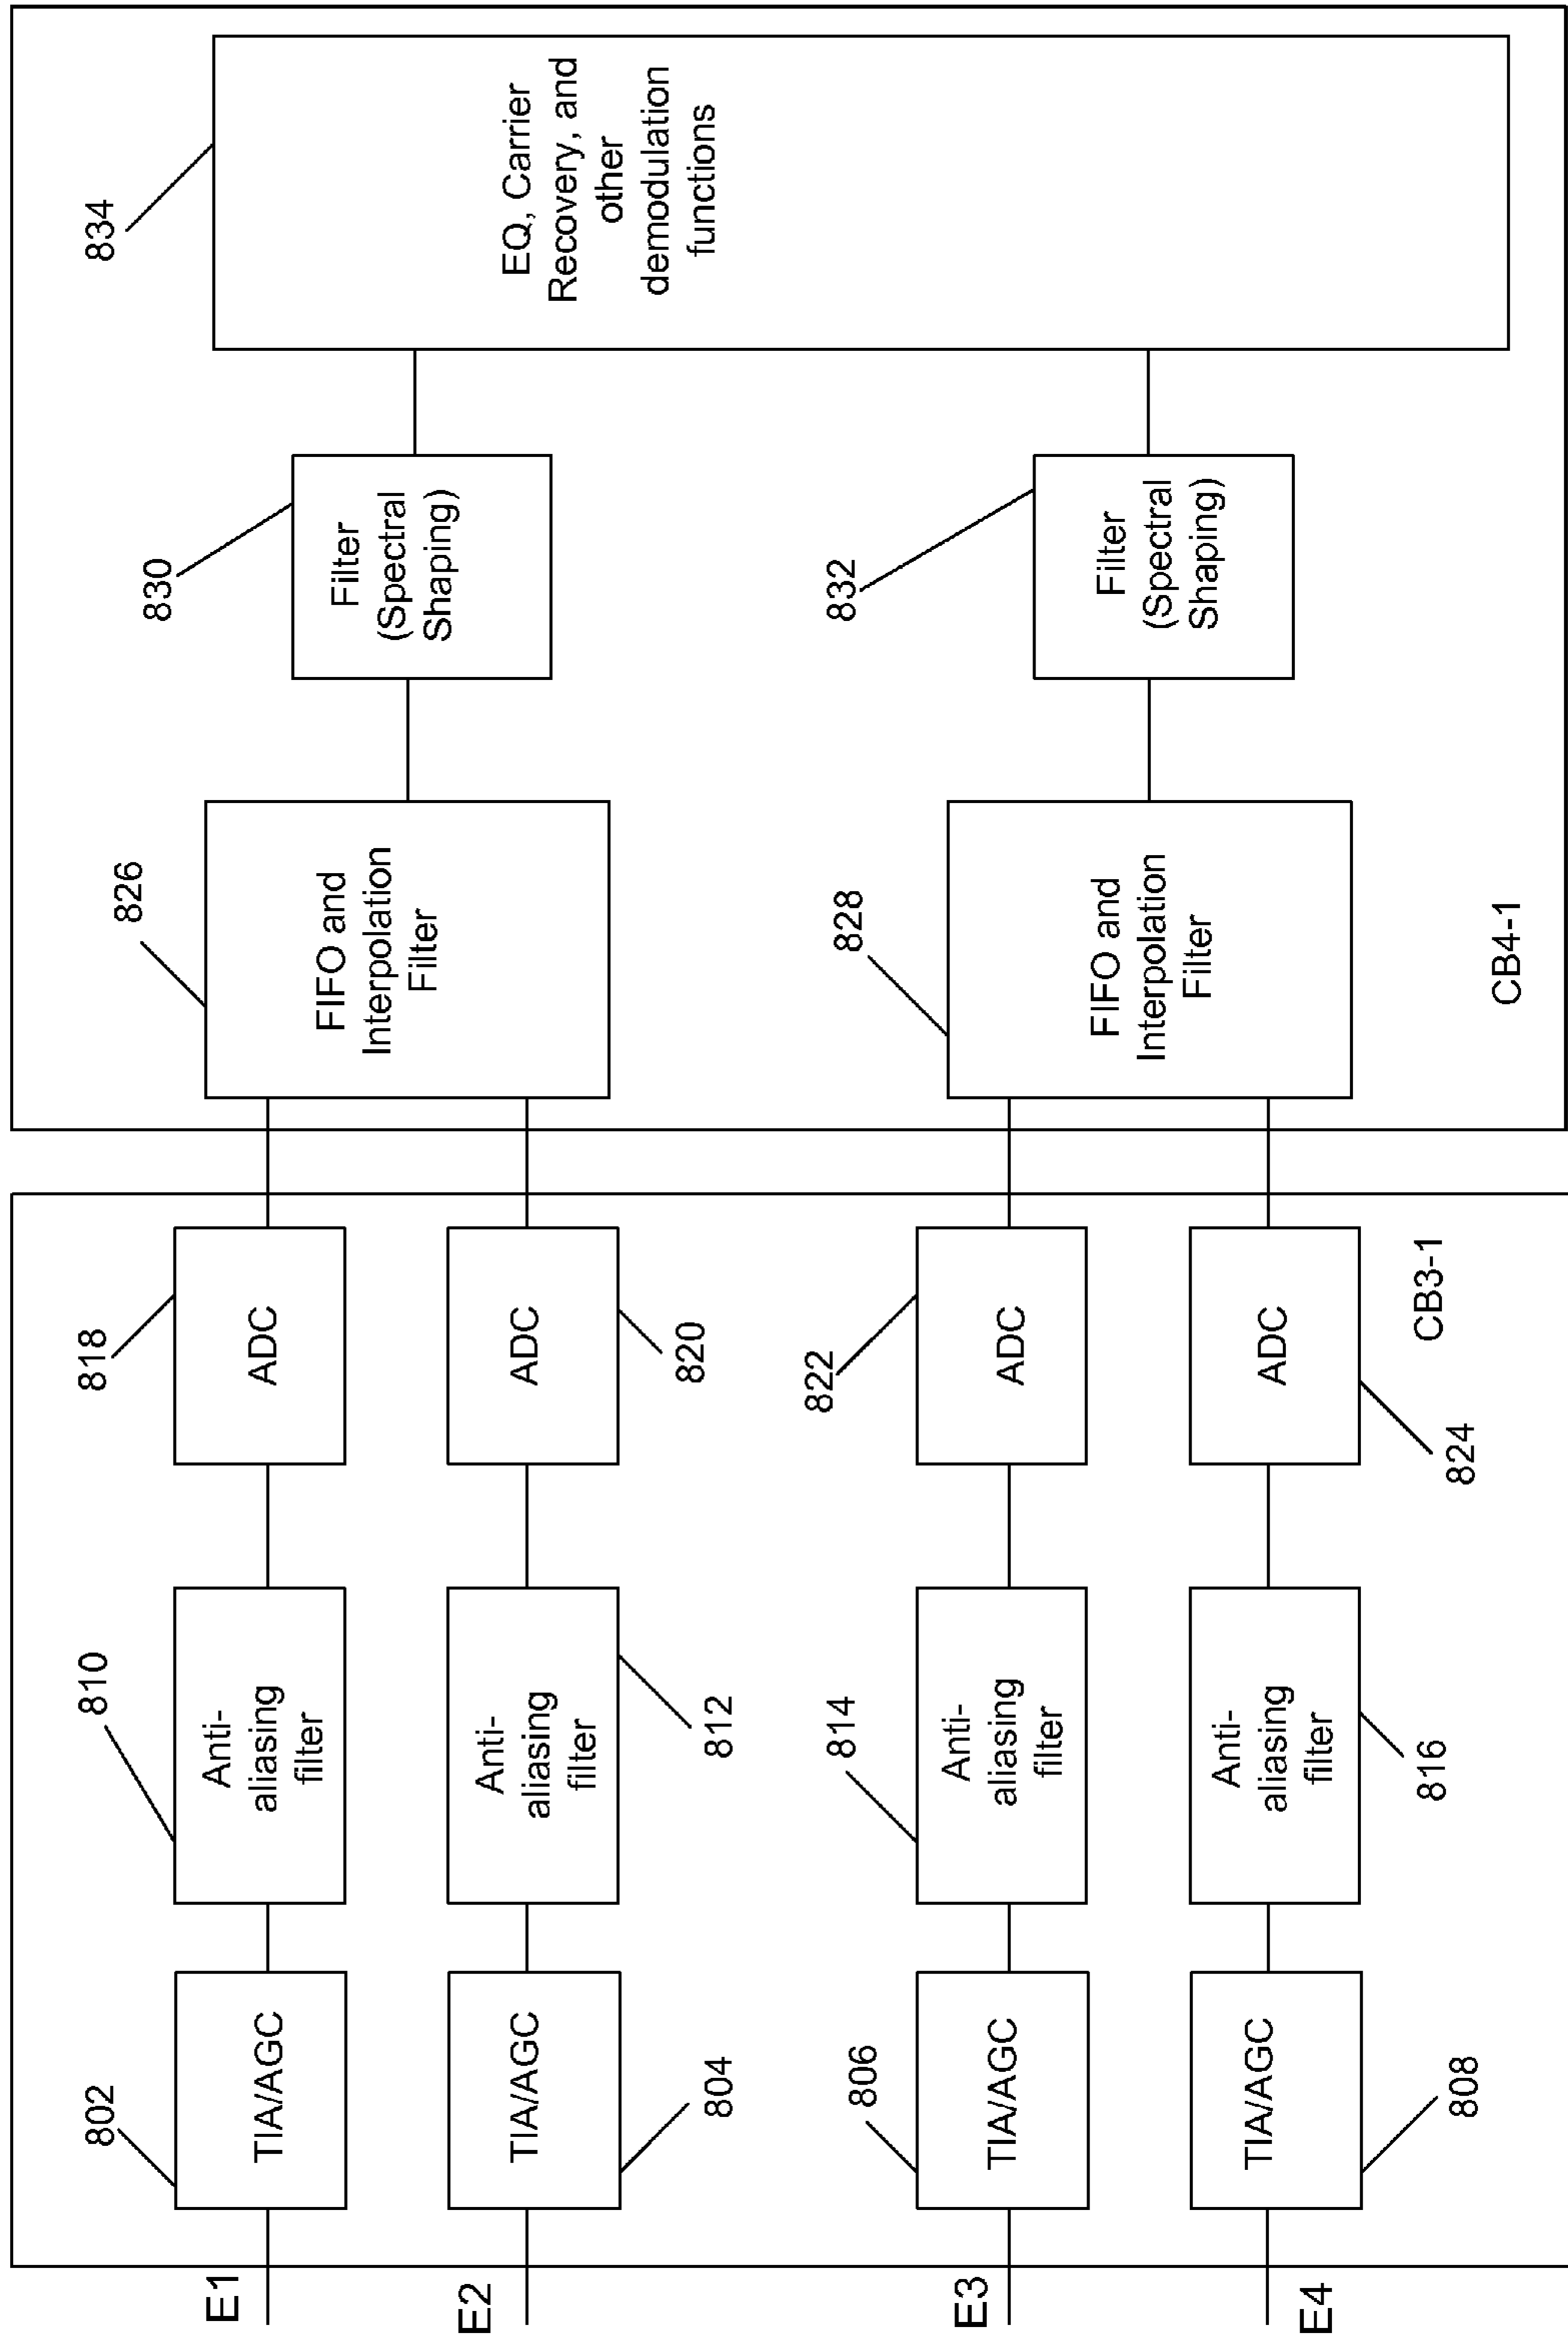 E1
802
TIA/AGC
810
Anti-
aliasing
filter
818
ADC
E2
TIA/AGC
804
Anti-
aliasing
filter
812
ADC
820
826
FIFO and
Interpolation
Filter
830
Filter
(Spectral
Shaping)
834
EQ, Carrier
Recovery, and
other
demodulation
functions
E3
806
TIA/AGC
814
Anti-
aliasing
filter
822
ADC
E4
TIA/AGC
808
Anti-
aliasing
filter
816
ADC
824
828
FIFO and
Interpolation
Filter
832
Filter
(Spectral
Shaping)
CB3-1
CB4-1